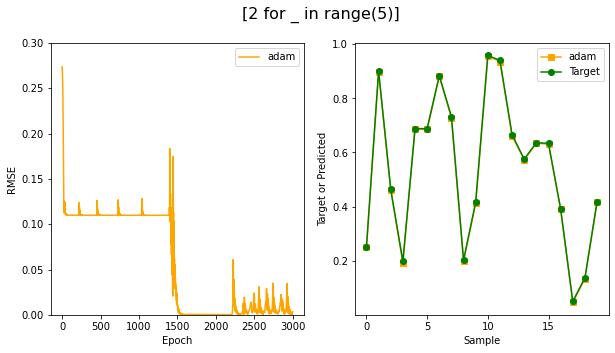 [2 for _ in range(5)]
0.30
0.25
0.20
0.15
0.10
0.05
0.00
RMSE
0 500 1000 1500 2000 2500 3000
Epoch
adam
1.0
0.8
0.6
0.4
0.2
Target or Predicted
0 5 10 15
Sample
adam
Target